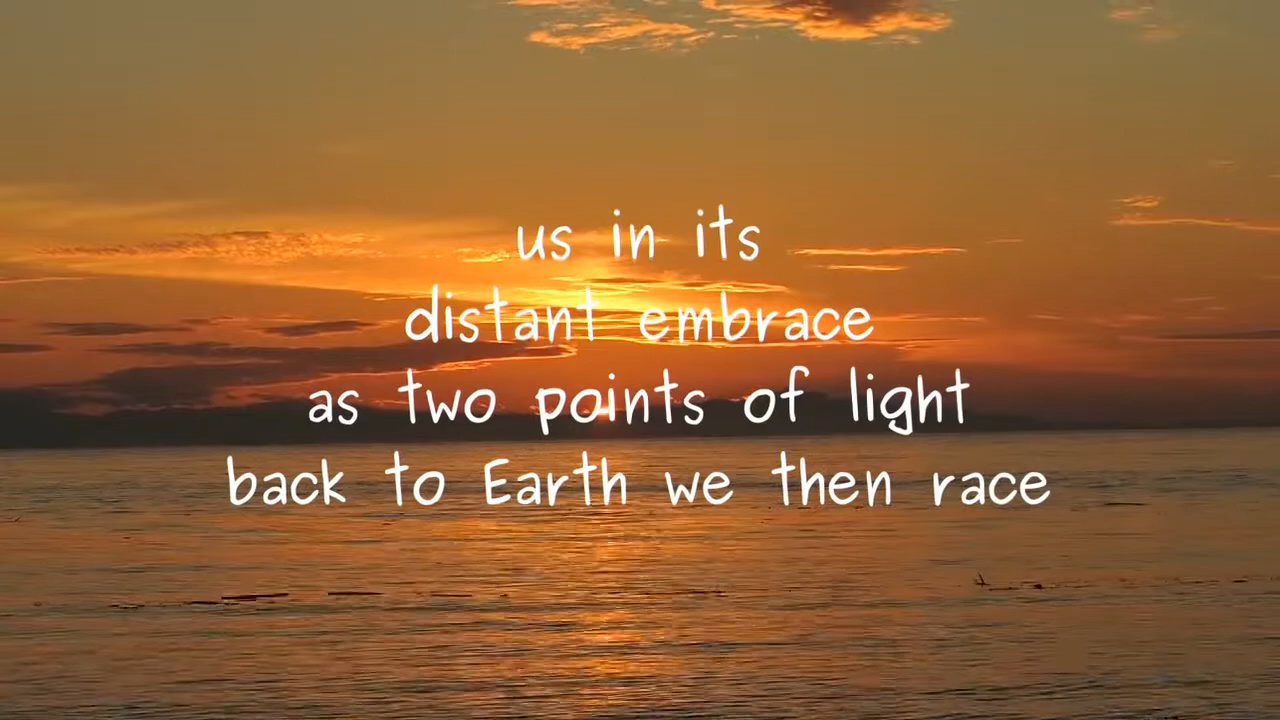 us in its
distant embrace
as two points of light
back to Earth we then race